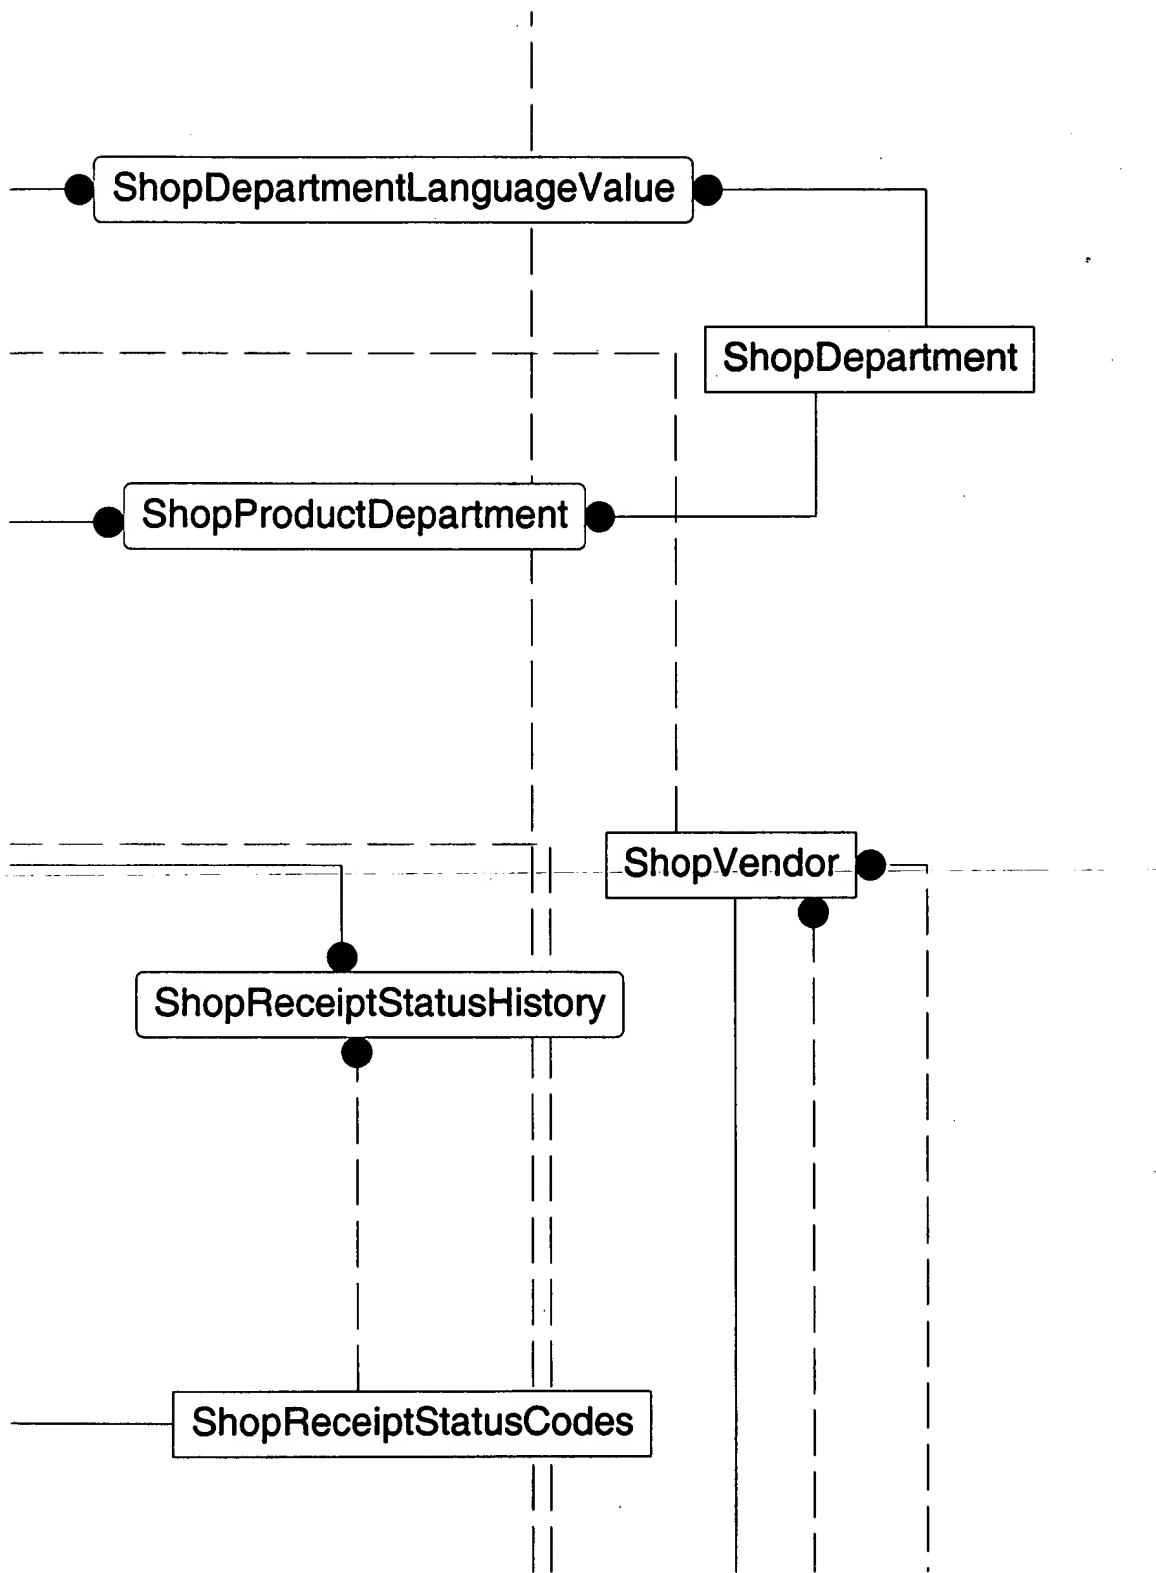 ShopDepartmentLanguageValue
ShopDepartment
ShopProductDepartment
ShopVendor
ShopReceiptStatusHistory
ShopReceiptStatusCodes